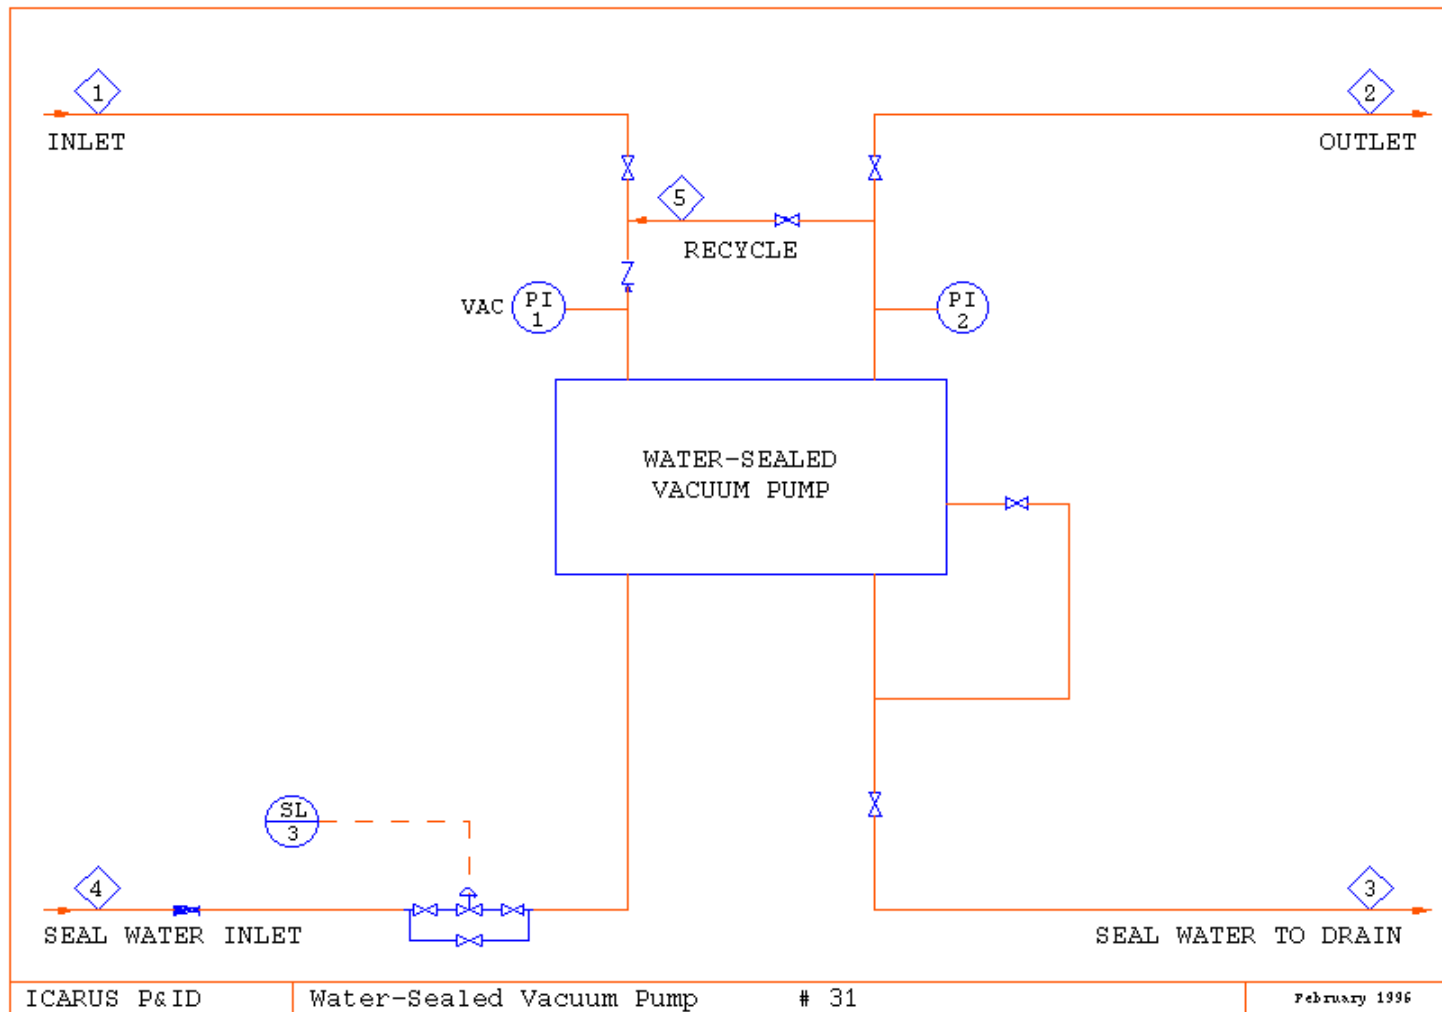 1
2
INLET
OUTLET
5
RECYCLE
VAC
PI
1
PI
2
WATER-SEALED
VACUUM PUMP
SL
3
4
3
SEAL WATER INLET
SEAL WATER TO DRAIN
ICARUS P&ID
Water-Sealed Vacuum Pump # 31
February 1996